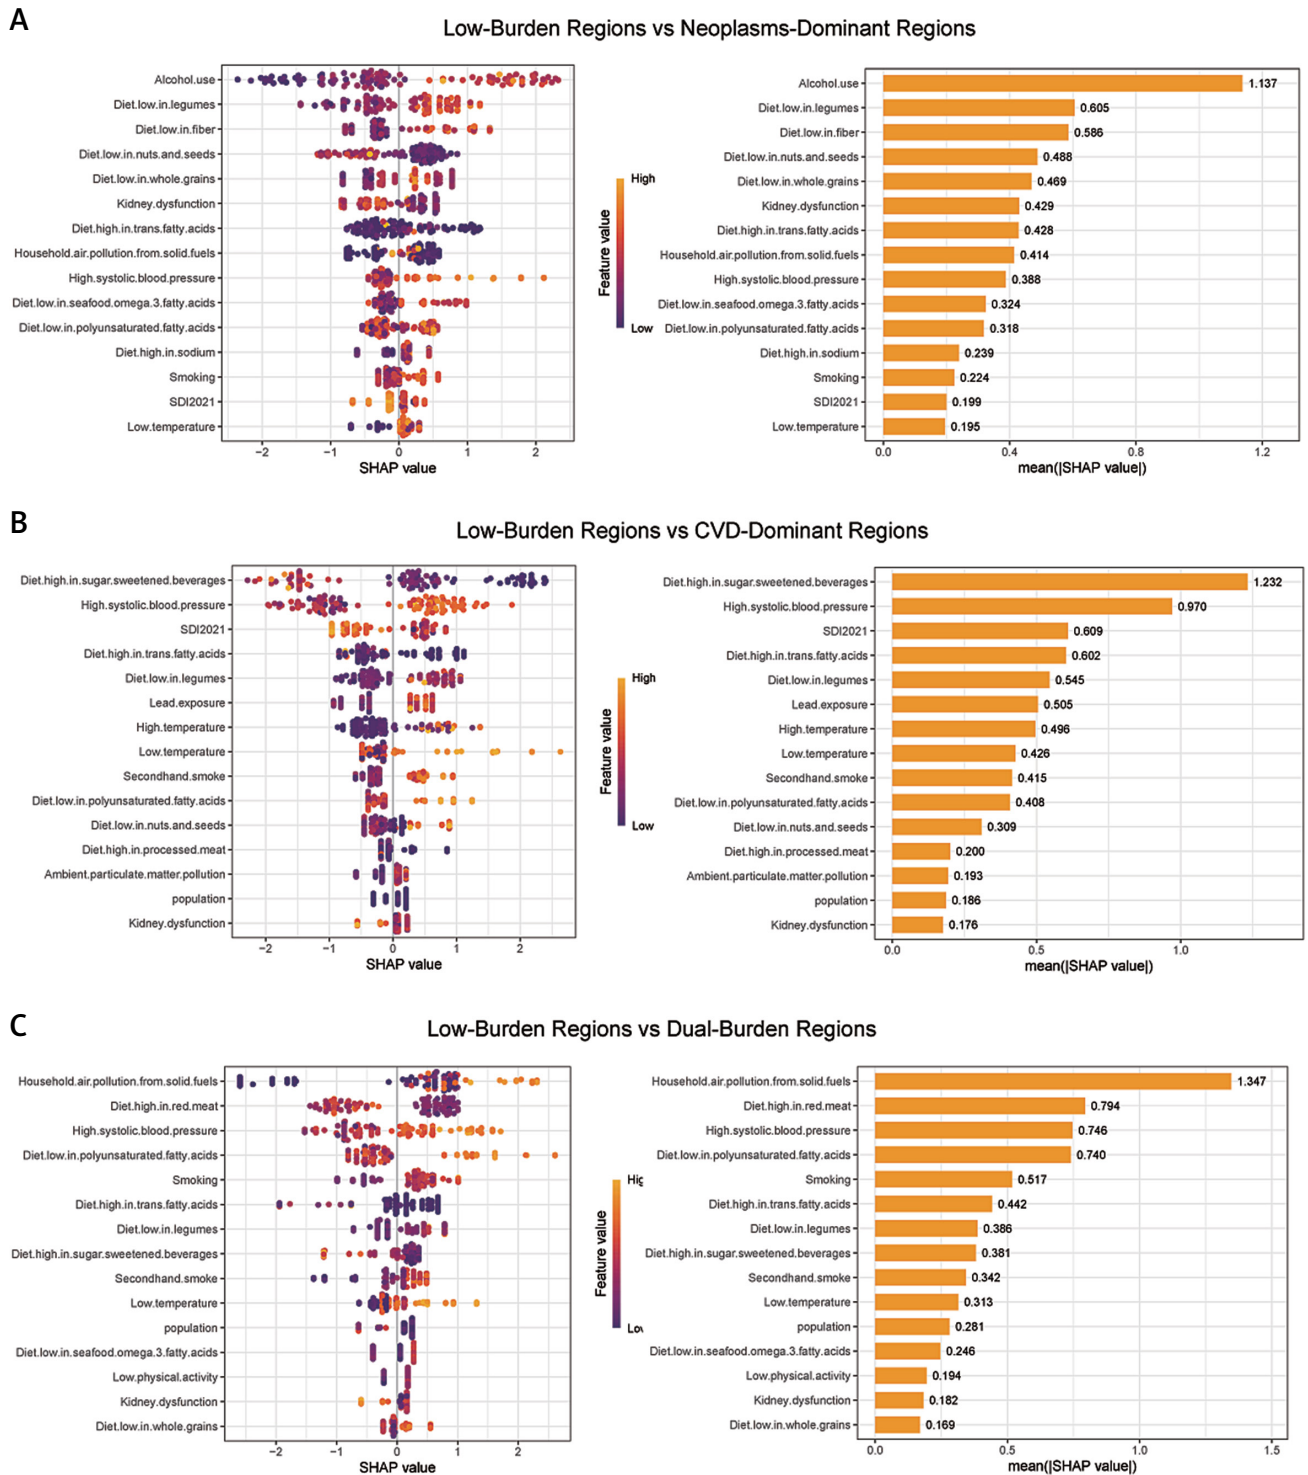 A
Low-Burden Regions vs Neoplasms-Dominant Regions
Alcohol.use
Diet.low.in.legumes
Diet.low.in.fiber
Diet.low.in.nuts.and.seeds
Diet.low.in.whole.grains
Kidney.dysfunction
Diet.high.in.trans.fatty.acids
Household.air.pollution.from.solid.fuels
High.systolic.blood.pressure
Diet.low.in.seafood.omega.3.fatty.acids
Diet.low.in.polyunsaturated.fatty.acids
Diet.high.in.sodium
Smoking
SDI2021
Low.temperature
−2 −1 0 1 2
SHAP value
Feature value
High
Low
Alcohol.use 1.137
Diet.low.in.legumes 0.605
Diet.low.in.fiber 0.586
Diet.low.in.nuts.and.seeds 0.488
Diet.low.in.whole.grains 0.469
Kidney.dysfunction 0.429
Diet.high.in.trans.fatty.acids 0.428
Household.air.pollution.from.solid.fuels 0.414
High.systolic.blood.pressure 0.388
Diet.low.in.seafood.omega.3.fatty.acids 0.324
Diet.low.in.polyunsaturated.fatty.acids 0.318
Diet.high.in.sodium 0.239
Smoking 0.224
SDI2021 0.199
Low.temperature 0.195
0.0 0.4 0.8 1.2
mean(|SHAP value|)
B
Low-Burden Regions vs CVD-Dominant Regions
Diet.high.in.sugar.sweetened.beverages
High.systolic.blood.pressure
SDI2021
Diet.high.in.trans.fatty.acids
Diet.low.in.legumes
Lead.exposure
High.temperature
Low.temperature
Secondhand.smoke
Diet.low.in.polyunsaturated.fatty.acids
Diet.low.in.nuts.and.seeds
Diet.high.in.processed.meat
Ambient.particulate.matter.pollution
population
Kidney.dysfunction
−2 −1 0 1 2
SHAP value
Feature value
High
Low
Diet.high.in.sugar.sweetened.beverages 1.232
High.systolic.blood.pressure 0.970
SDI2021 0.609
Diet.high.in.trans.fatty.acids 0.602
Diet.low.in.legumes 0.545
Lead.exposure 0.505
High.temperature 0.496
Low.temperature 0.426
Secondhand.smoke 0.415
Diet.low.in.polyunsaturated.fatty.acids 0.408
Diet.low.in.nuts.and.seeds 0.309
Diet.high.in.processed.meat 0.200
Ambient.particulate.matter.pollution 0.193
population 0.186
Kidney.dysfunction 0.176
0.0 0.5 1.0
mean(|SHAP value|)
C
Low-Burden Regions vs Dual-Burden Regions
Household.air.pollution.from.solid.fuels
Diet.high.in.red.meat
High.systolic.blood.pressure
Diet.low.in.polyunsaturated.fatty.acids
Smoking
Diet.high.in.trans.fatty.acids
Diet.low.in.legumes
Diet.high.in.sugar.sweetened.beverages
Secondhand.smoke
Low.temperature
population
Diet.low.in.seafood.omega.3.fatty.acids
Low.physical.activity
Kidney.dysfunction
Diet.low.in.whole.grains
−2 −1 0 1 2
SHAP value
Feature value
Household.air.pollution.from.solid.fuels 1.347
Diet.high.in.red.meat 0.794
High.systolic.blood.pressure 0.746
Diet.low.in.polyunsaturated.fatty.acids 0.740
Smoking 0.517
Diet.high.in.trans.fatty.acids 0.442
Diet.low.in.legumes 0.386
Diet.high.in.sugar.sweetened.beverages 0.381
Secondhand.smoke 0.342
Low.temperature 0.313
population 0.281
Diet.low.in.seafood.omega.3.fatty.acids 0.246
Low.physical.activity 0.194
Kidney.dysfunction 0.182
Diet.low.in.whole.grains 0.169
0.0 0.5 1.0 1.5
mean(|SHAP value|)